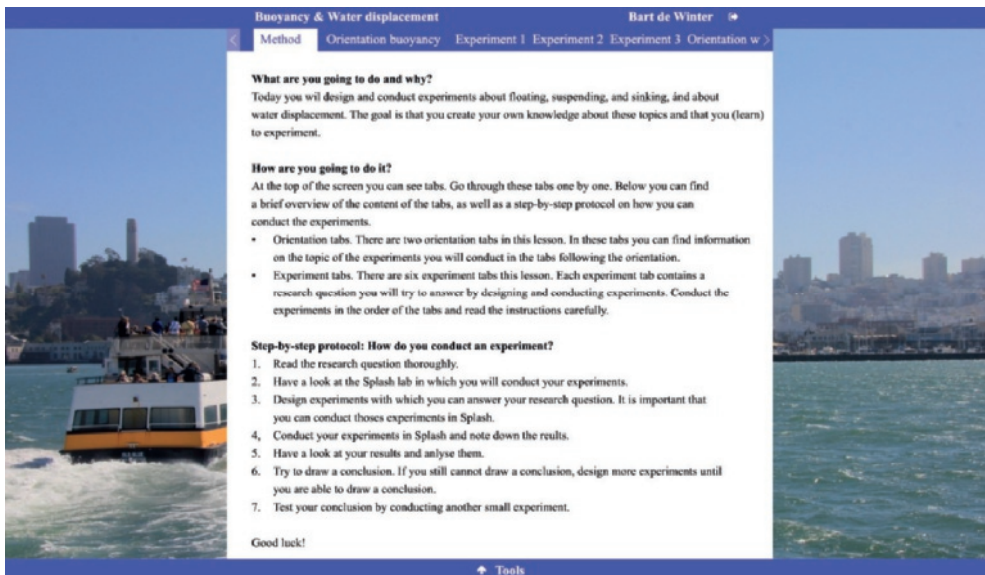 Buoyancy & Water displacement
Bart de Winter
Method
Orientation buoyancy
Experiment 1
Experiment 2
Experiment 3
Orientation w
What are you going to do and why?
Today you wil design and conduct experiments about floating, suspending, and sinking, ánd about
water displacement. The goal is that you create your own knowledge about these topics and that you (learn)
to experiment.
How are you going to do it?
At the top of the screen you can see tabs. Go through these tabs one by one. Below you can find
a brief overview of the content of the tabs, as well as a step-by-step protocol on how you can
conduct the experiments.
• Orientation tabs. There are two orientation tabs in this lesson. In these tabs you can find information
on the topic of the experiments you will conduct in the tabs following the orientation.
• Experiment tabs. There are six experiment tabs this lesson. Each experiment tab contains a
research question you will try to answer by designing and conducting experiments. Conduct the
experiments in the order of the tabs and read the instructions carefully.
Step-by-step protocol: How do you conduct an experiment?
1. Read the research question thoroughly.
2. Have a look at the Splash lab in which you will conduct your experiments.
3. Design experiments with which you can answer your research question. It is important that
you can conduct thoses experiments in Splash.
4, Conduct your experiments in Splash and note down the reults.
5. Have a look at your results and anlyse them.
6. Try to draw a conclusion. If you still cannot draw a conclusion, design more experiments until
you are able to draw a conclusion.
7. Test your conclusion by conducting another small experiment.
Good luck!
Tools